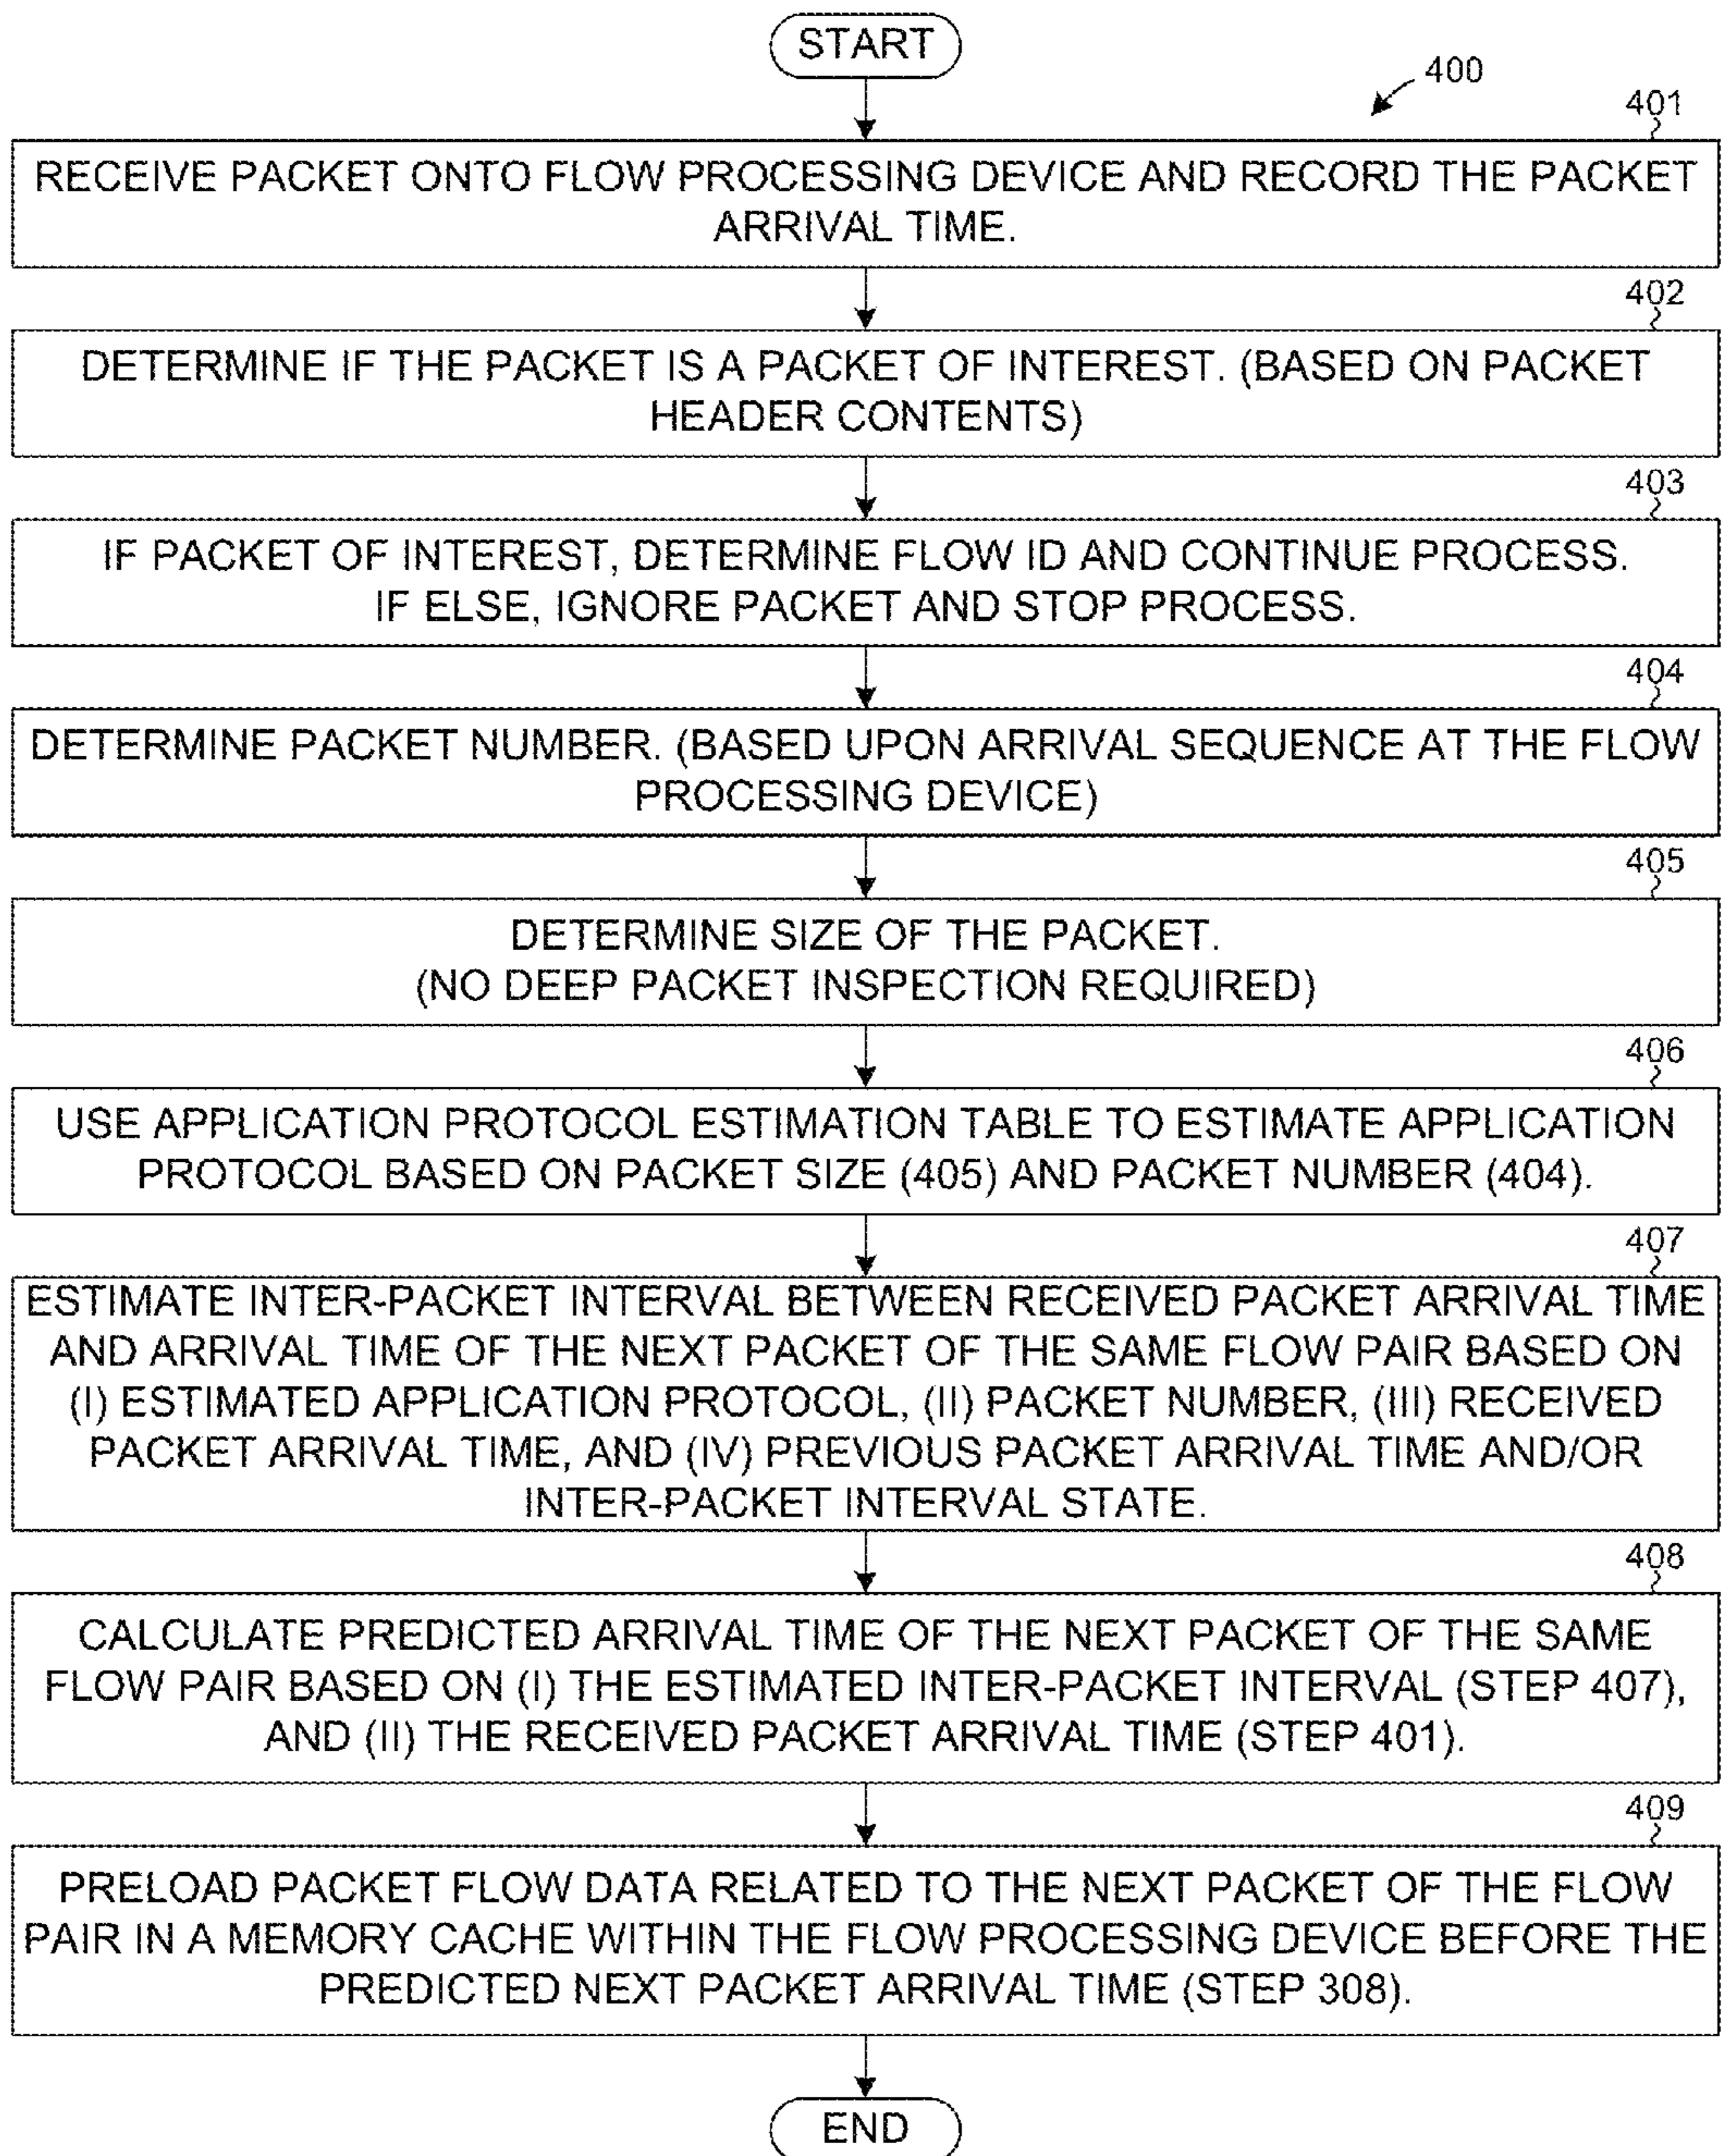 START
400
401
RECEIVE PACKET ONTO FLOW PROCESSING DEVICE AND RECORD THE PACKET
ARRIVAL TIME.
402
DETERMINE IF THE PACKET IS A PACKET OF INTEREST. (BASED ON PACKET
HEADER CONTENTS)
403
IF PACKET OF INTEREST, DETERMINE FLOW ID AND CONTINUE PROCESS.
IF ELSE, IGNORE PACKET AND STOP PROCESS.
404
DETERMINE PACKET NUMBER. (BASED UPON ARRIVAL SEQUENCE AT THE FLOW
PROCESSING DEVICE)
405
DETERMINE SIZE OF THE PACKET.
(NO DEEP PACKET INSPECTION REQUIRED)
406
USE APPLICATION PROTOCOL ESTIMATION TABLE TO ESTIMATE APPLICATION
PROTOCOL BASED ON PACKET SIZE (405) AND PACKET NUMBER (404).
407
ESTIMATE INTER-PACKET INTERVAL BETWEEN RECEIVED PACKET ARRIVAL TIME
AND ARRIVAL TIME OF THE NEXT PACKET OF THE SAME FLOW PAIR BASED ON
(I) ESTIMATED APPLICATION PROTOCOL, (II) PACKET NUMBER, (III) RECEIVED
PACKET ARRIVAL TIME, AND (IV) PREVIOUS PACKET ARRIVAL TIME AND/OR
INTER-PACKET INTERVAL STATE.
408
CALCULATE PREDICTED ARRIVAL TIME OF THE NEXT PACKET OF THE SAME
FLOW PAIR BASED ON (I) THE ESTIMATED INTER-PACKET INTERVAL (STEP 407),
AND (II) THE RECEIVED PACKET ARRIVAL TIME (STEP 401).
409
PRELOAD PACKET FLOW DATA RELATED TO THE NEXT PACKET OF THE FLOW
PAIR IN A MEMORY CACHE WITHIN THE FLOW PROCESSING DEVICE BEFORE THE
PREDICTED NEXT PACKET ARRIVAL TIME (STEP 308).
END